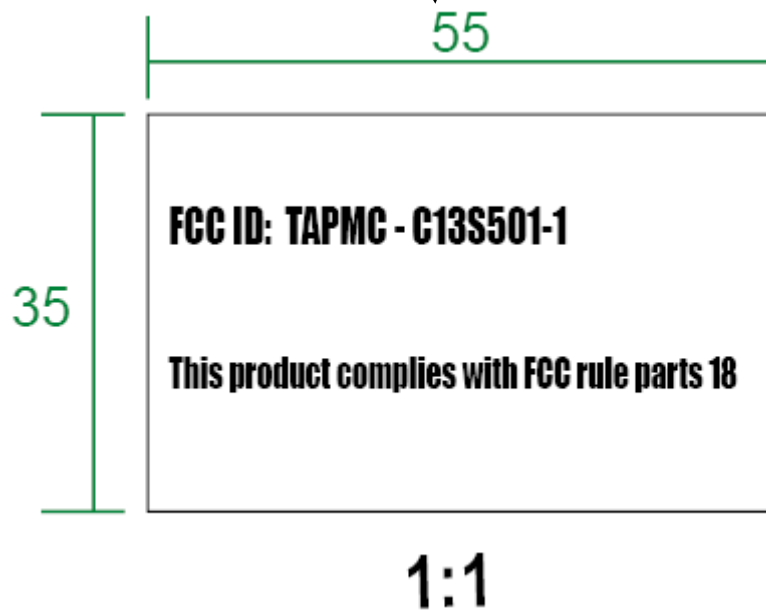 55
FCC ID: TAPMC - C13S501-1
35
This product complies with FCC rule parts 18
1:1